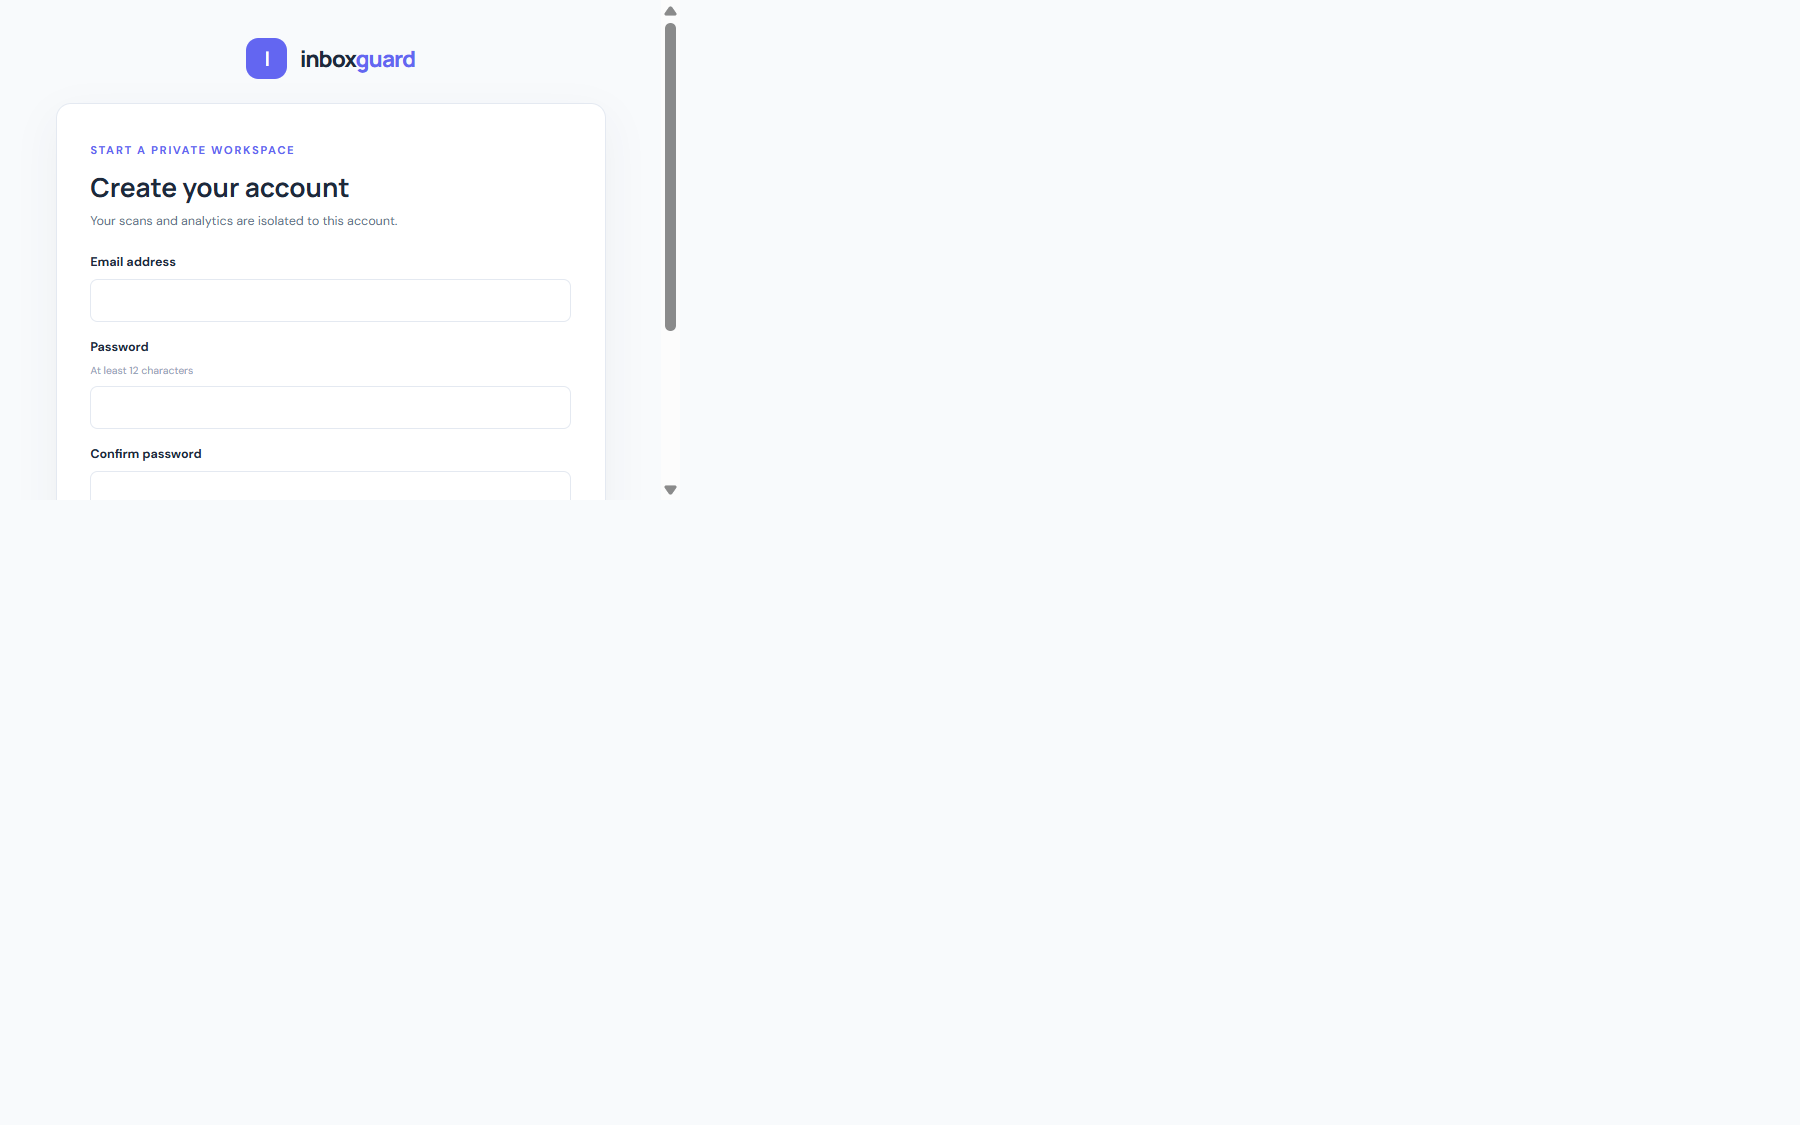 I inboxguard
START A PRIVATE WORKSPACE
Create your account
Your scans and analytics are isolated to this account.
Email address
Password
At least 12 characters
Confirm password